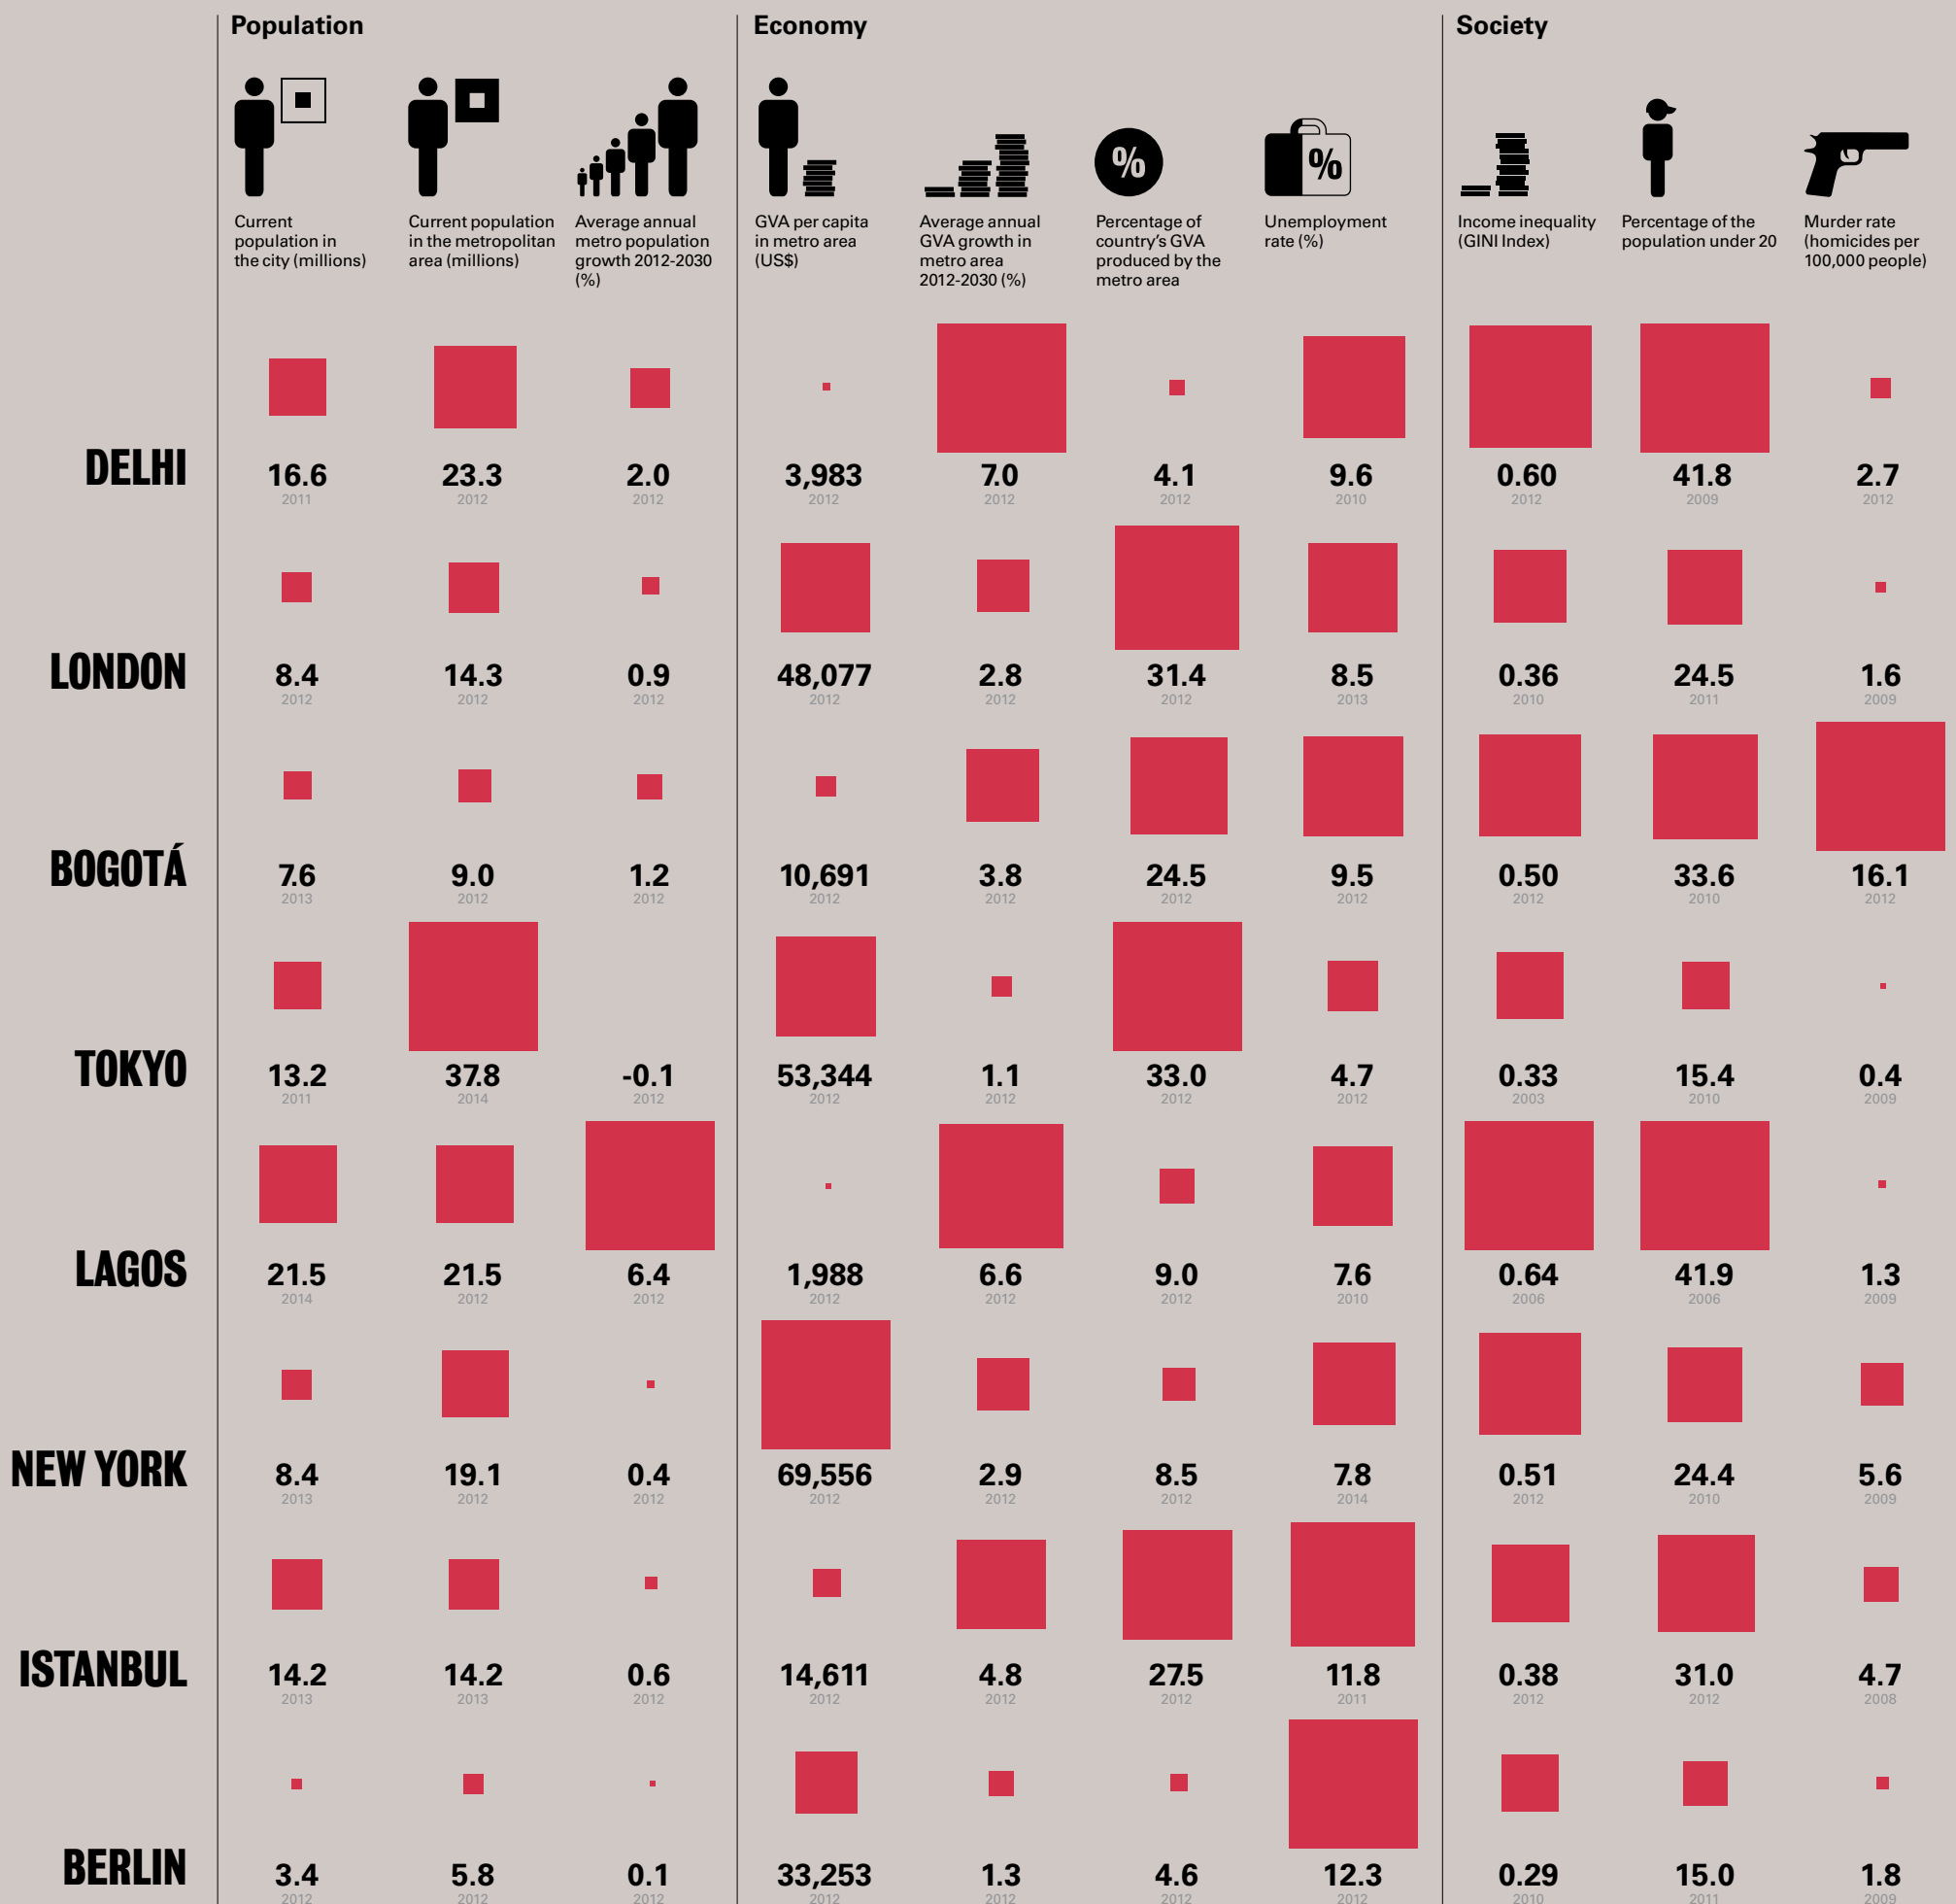 Population
Economy
Society
%
%
Current
population in
the city (millions)
Current population
in the metropolitan
area (millions)
Average annual
metro population
growth 2012-2030
(%)
GVA per capita
in metro area
(US$)
Average annual
GVA growth in
metro area
2012-2030 (%)
Percentage of
country's GVA
produced by the
metro area
Unemployment
rate (%)
Income inequality
(GINI Index)
Percentage of the
population under 20
Murder rate
(homicides per
100,000 people)
DELHI 16.6 23.3 2.0 3,983 7.0 4.1 9.6 0.60 41.8 2.7
2011 2012 2012 2012 2012 2012 2010 2012 2009 2012
LONDON 8.4 14.3 0.9 48,077 2.8 31.4 8.5 0.36 24.5 1.6
2012 2012 2012 2012 2012 2012 2013 2010 2011 2009
BOGOTÁ 7.6 9.0 1.2 10,691 3.8 24.5 9.5 0.50 33.6 16.1
2013 2012 2012 2012 2012 2012 2012 2012 2010 2012
TOKYO 13.2 37.8 -0.1 53,344 1.1 33.0 4.7 0.33 15.4 0.4
2011 2014 2012 2012 2012 2012 2012 2003 2010 2009
LAGOS 21.5 21.5 6.4 1,988 6.6 9.0 7.6 0.64 41.9 1.3
2014 2012 2012 2012 2012 2012 2010 2006 2006 2009
NEW YORK 8.4 19.1 0.4 69,556 2.9 8.5 7.8 0.51 24.4 5.6
2013 2012 2012 2012 2012 2012 2014 2012 2010 2009
ISTANBUL 14.2 14.2 0.6 14,611 4.8 27.5 11.8 0.38 31.0 4.7
2013 2013 2012 2012 2012 2012 2011 2012 2012 2008
BERLIN 3.4 5.8 0.1 33,253 1.3 4.6 12.3 0.29 15.0 1.8
2012 2012 2012 2012 2012 2012 2012 2010 2011 2009